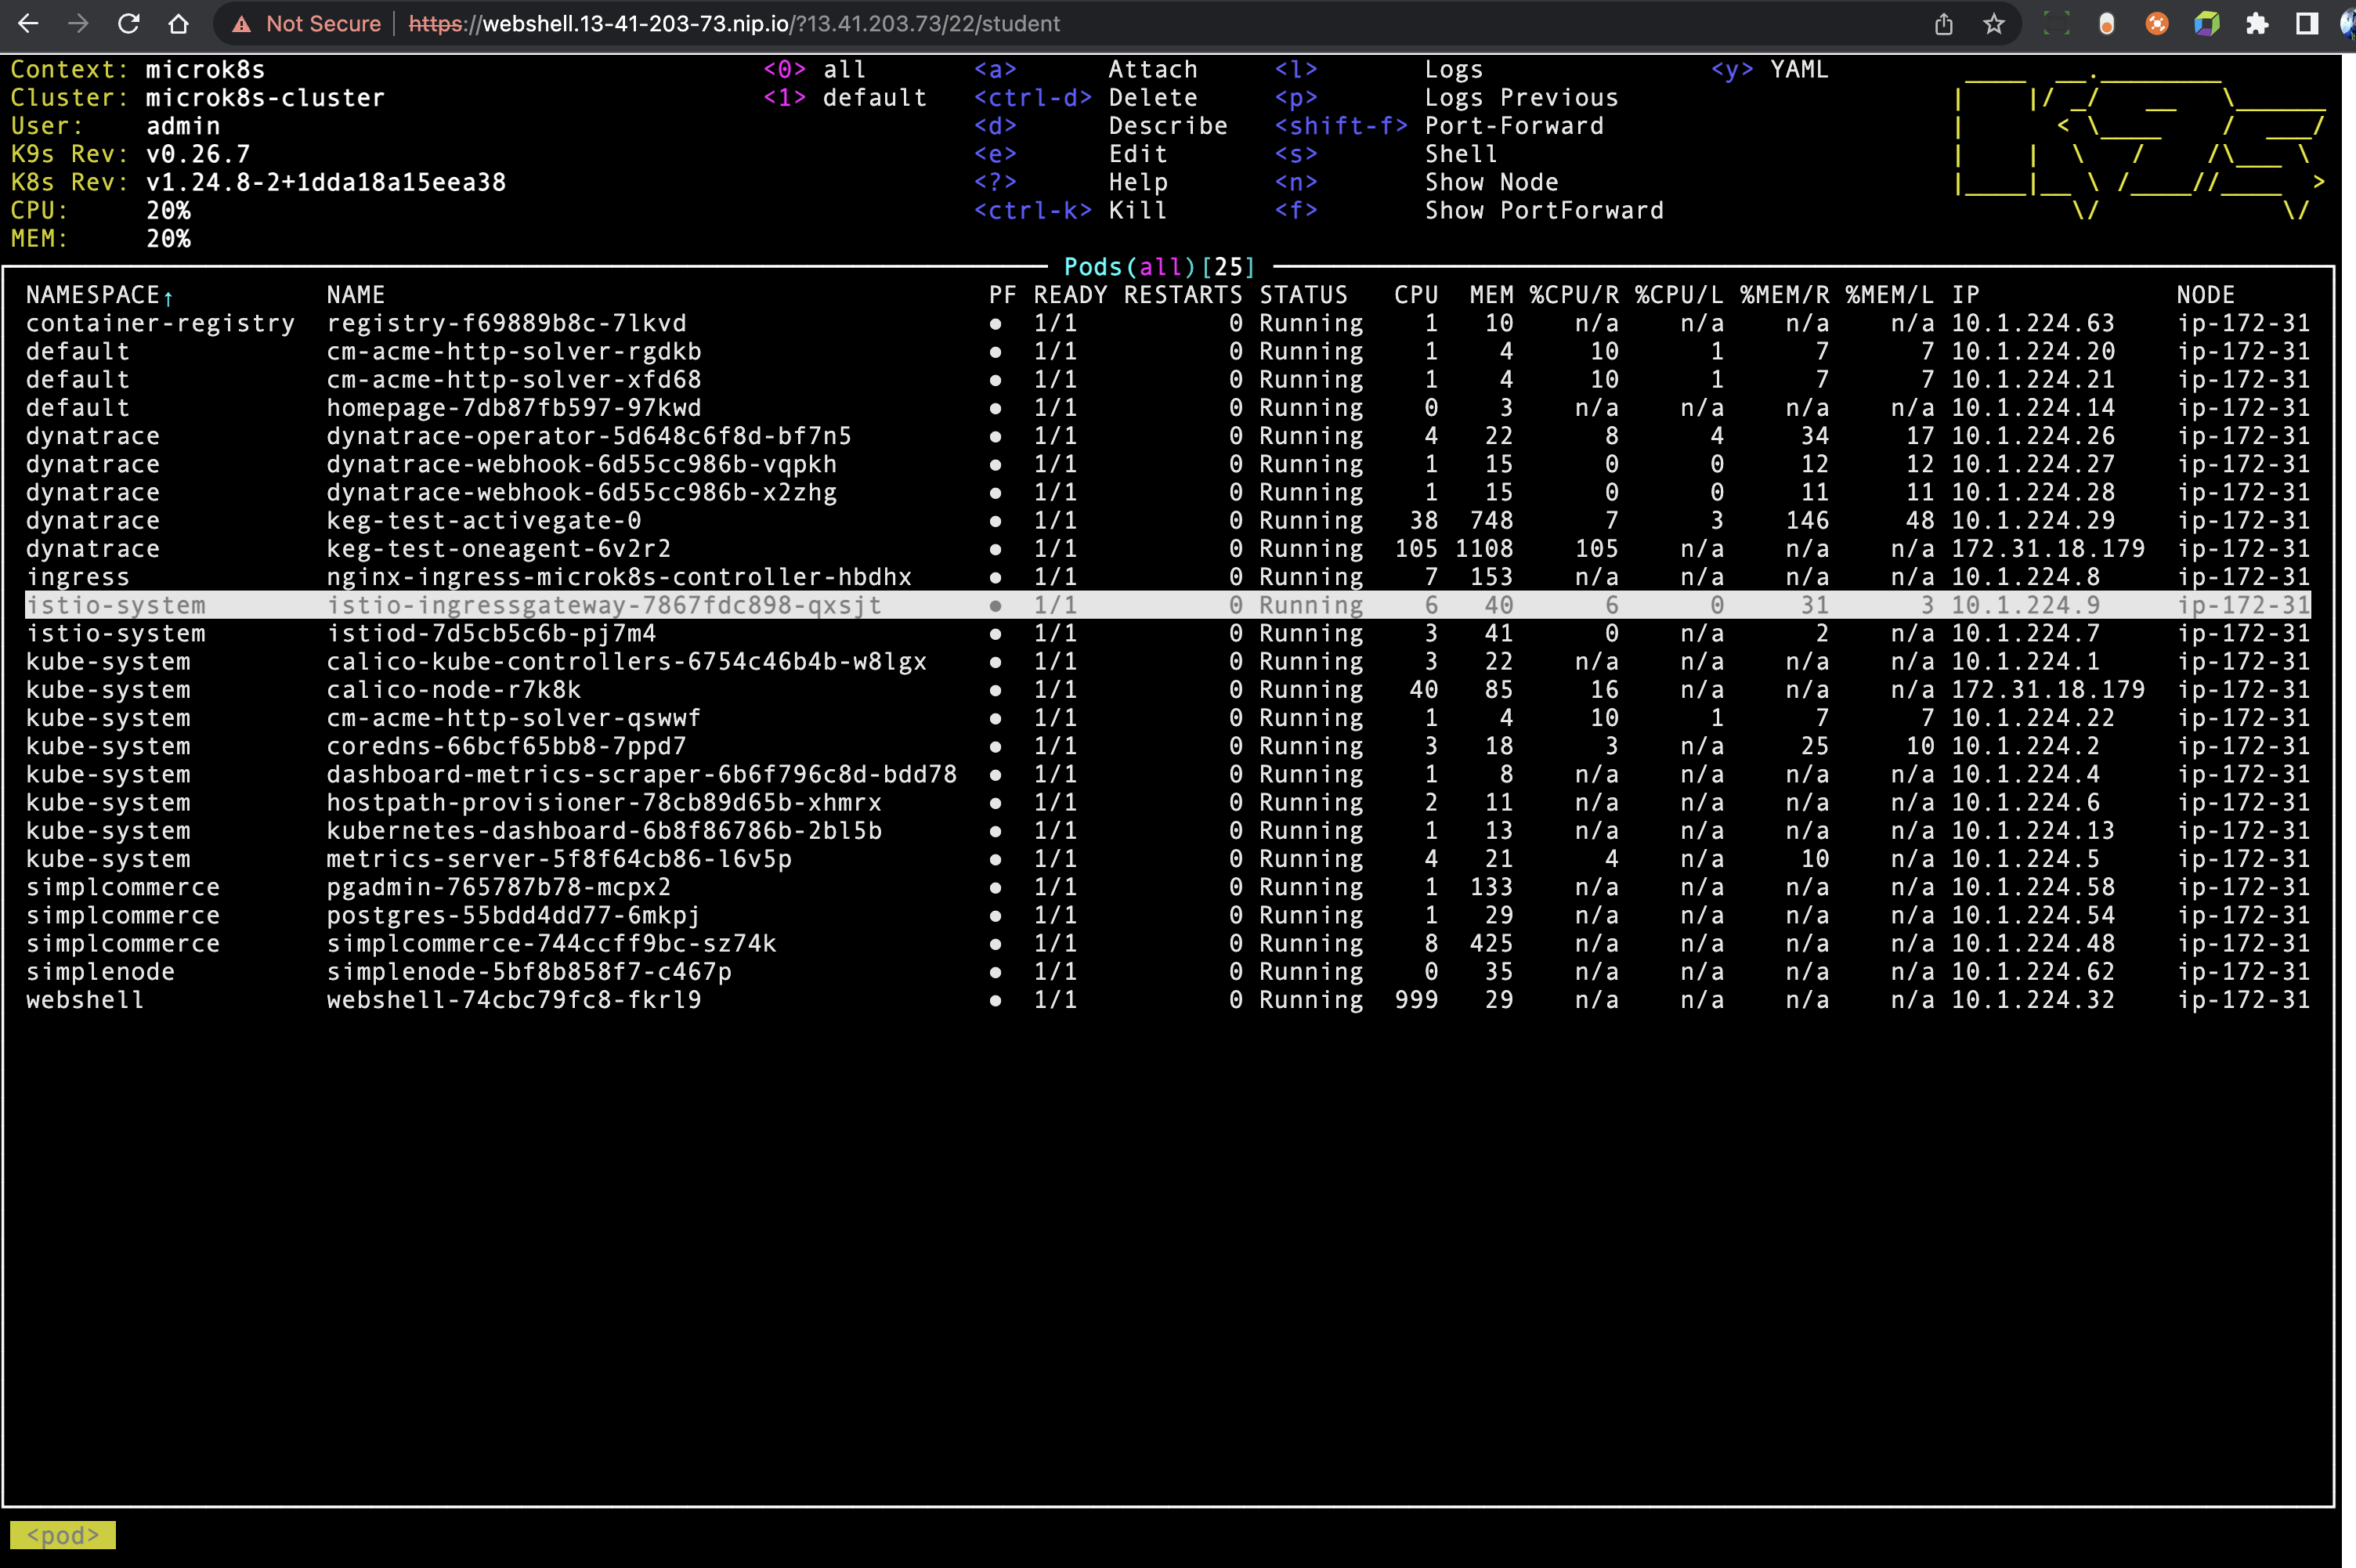 Not Secure | https://webshell.13-41-203-73.nip.io/?13.41.203.73/22/student
Context: microk8s <0> all <a> Attach <l> Logs <y> YAML
Cluster: microk8s-cluster <1> default <ctrl-d> Delete <p> Logs Previous
User: admin <d> Describe <shift-f> Port-Forward
K9s Rev: v0.26.7 <e> Edit <s> Shell
K8s Rev: v1.24.8-2+1dda18a15eea38 <?> Help <n> Show Node
CPU: 20% <ctrl-k> Kill <f> Show PortForward
MEM: 20%
Pods(all)[25]
NAMESPACE↑ NAME PF READY RESTARTS STATUS CPU MEM %CPU/R %CPU/L %MEM/R %MEM/L IP NODE
container-registry registry-f69889b8c-7lkvd ● 1/1 0 Running 1 10 n/a n/a n/a n/a 10.1.224.63 ip-172-31
default cm-acme-http-solver-rgdkb ● 1/1 0 Running 1 4 10 1 7 7 10.1.224.20 ip-172-31
default cm-acme-http-solver-xfd68 ● 1/1 0 Running 1 4 10 1 7 7 10.1.224.21 ip-172-31
default homepage-7db87fb597-97kwd ● 1/1 0 Running 0 3 n/a n/a n/a n/a 10.1.224.14 ip-172-31
dynatrace dynatrace-operator-5d648c6f8d-bf7n5 ● 1/1 0 Running 4 22 8 4 34 17 10.1.224.26 ip-172-31
dynatrace dynatrace-webhook-6d55cc986b-vqpkh ● 1/1 0 Running 1 15 0 0 12 12 10.1.224.27 ip-172-31
dynatrace dynatrace-webhook-6d55cc986b-x2zhg ● 1/1 0 Running 1 15 0 0 11 11 10.1.224.28 ip-172-31
dynatrace keg-test-activegate-0 ● 1/1 0 Running 38 748 7 3 146 48 10.1.224.29 ip-172-31
dynatrace keg-test-oneagent-6v2r2 ● 1/1 0 Running 105 1108 105 n/a n/a n/a 172.31.18.179 ip-172-31
ingress nginx-ingress-microk8s-controller-hbdhx ● 1/1 0 Running 7 153 n/a n/a n/a n/a 10.1.224.8 ip-172-31
istio-system istio-ingressgateway-7867fdc898-qxsjt ● 1/1 0 Running 6 40 6 0 31 3 10.1.224.9 ip-172-31
istio-system istiod-7d5cb5c6b-pj7m4 ● 1/1 0 Running 3 41 0 n/a 2 n/a 10.1.224.7 ip-172-31
kube-system calico-kube-controllers-6754c46b4b-w8lgx ● 1/1 0 Running 3 22 n/a n/a n/a n/a 10.1.224.1 ip-172-31
kube-system calico-node-r7k8k ● 1/1 0 Running 40 85 16 n/a n/a n/a 172.31.18.179 ip-172-31
kube-system cm-acme-http-solver-qswwf ● 1/1 0 Running 1 4 10 1 7 7 10.1.224.22 ip-172-31
kube-system coredns-66bcf65bb8-7ppd7 ● 1/1 0 Running 3 18 3 n/a 25 10 10.1.224.2 ip-172-31
kube-system dashboard-metrics-scraper-6b6f796c8d-bdd78 ● 1/1 0 Running 1 8 n/a n/a n/a n/a 10.1.224.4 ip-172-31
kube-system hostpath-provisioner-78cb89d65b-xhmrx ● 1/1 0 Running 2 11 n/a n/a n/a n/a 10.1.224.6 ip-172-31
kube-system kubernetes-dashboard-6b8f86786b-2bl5b ● 1/1 0 Running 1 13 n/a n/a n/a n/a 10.1.224.13 ip-172-31
kube-system metrics-server-5f8f64cb86-l6v5p ● 1/1 0 Running 4 21 4 n/a 10 n/a 10.1.224.5 ip-172-31
simplcommerce pgadmin-765787b78-mcpx2 ● 1/1 0 Running 1 133 n/a n/a n/a n/a 10.1.224.58 ip-172-31
simplcommerce postgres-55bdd4dd77-6mkpj ● 1/1 0 Running 1 29 n/a n/a n/a n/a 10.1.224.54 ip-172-31
simplcommerce simplcommerce-744ccff9bc-sz74k ● 1/1 0 Running 8 425 n/a n/a n/a n/a 10.1.224.48 ip-172-31
simplenode simplenode-5bf8b858f7-c467p ● 1/1 0 Running 0 35 n/a n/a n/a n/a 10.1.224.62 ip-172-31
webshell webshell-74cbc79fc8-fkrl9 ● 1/1 0 Running 999 29 n/a n/a n/a n/a 10.1.224.32 ip-172-31
<pod>